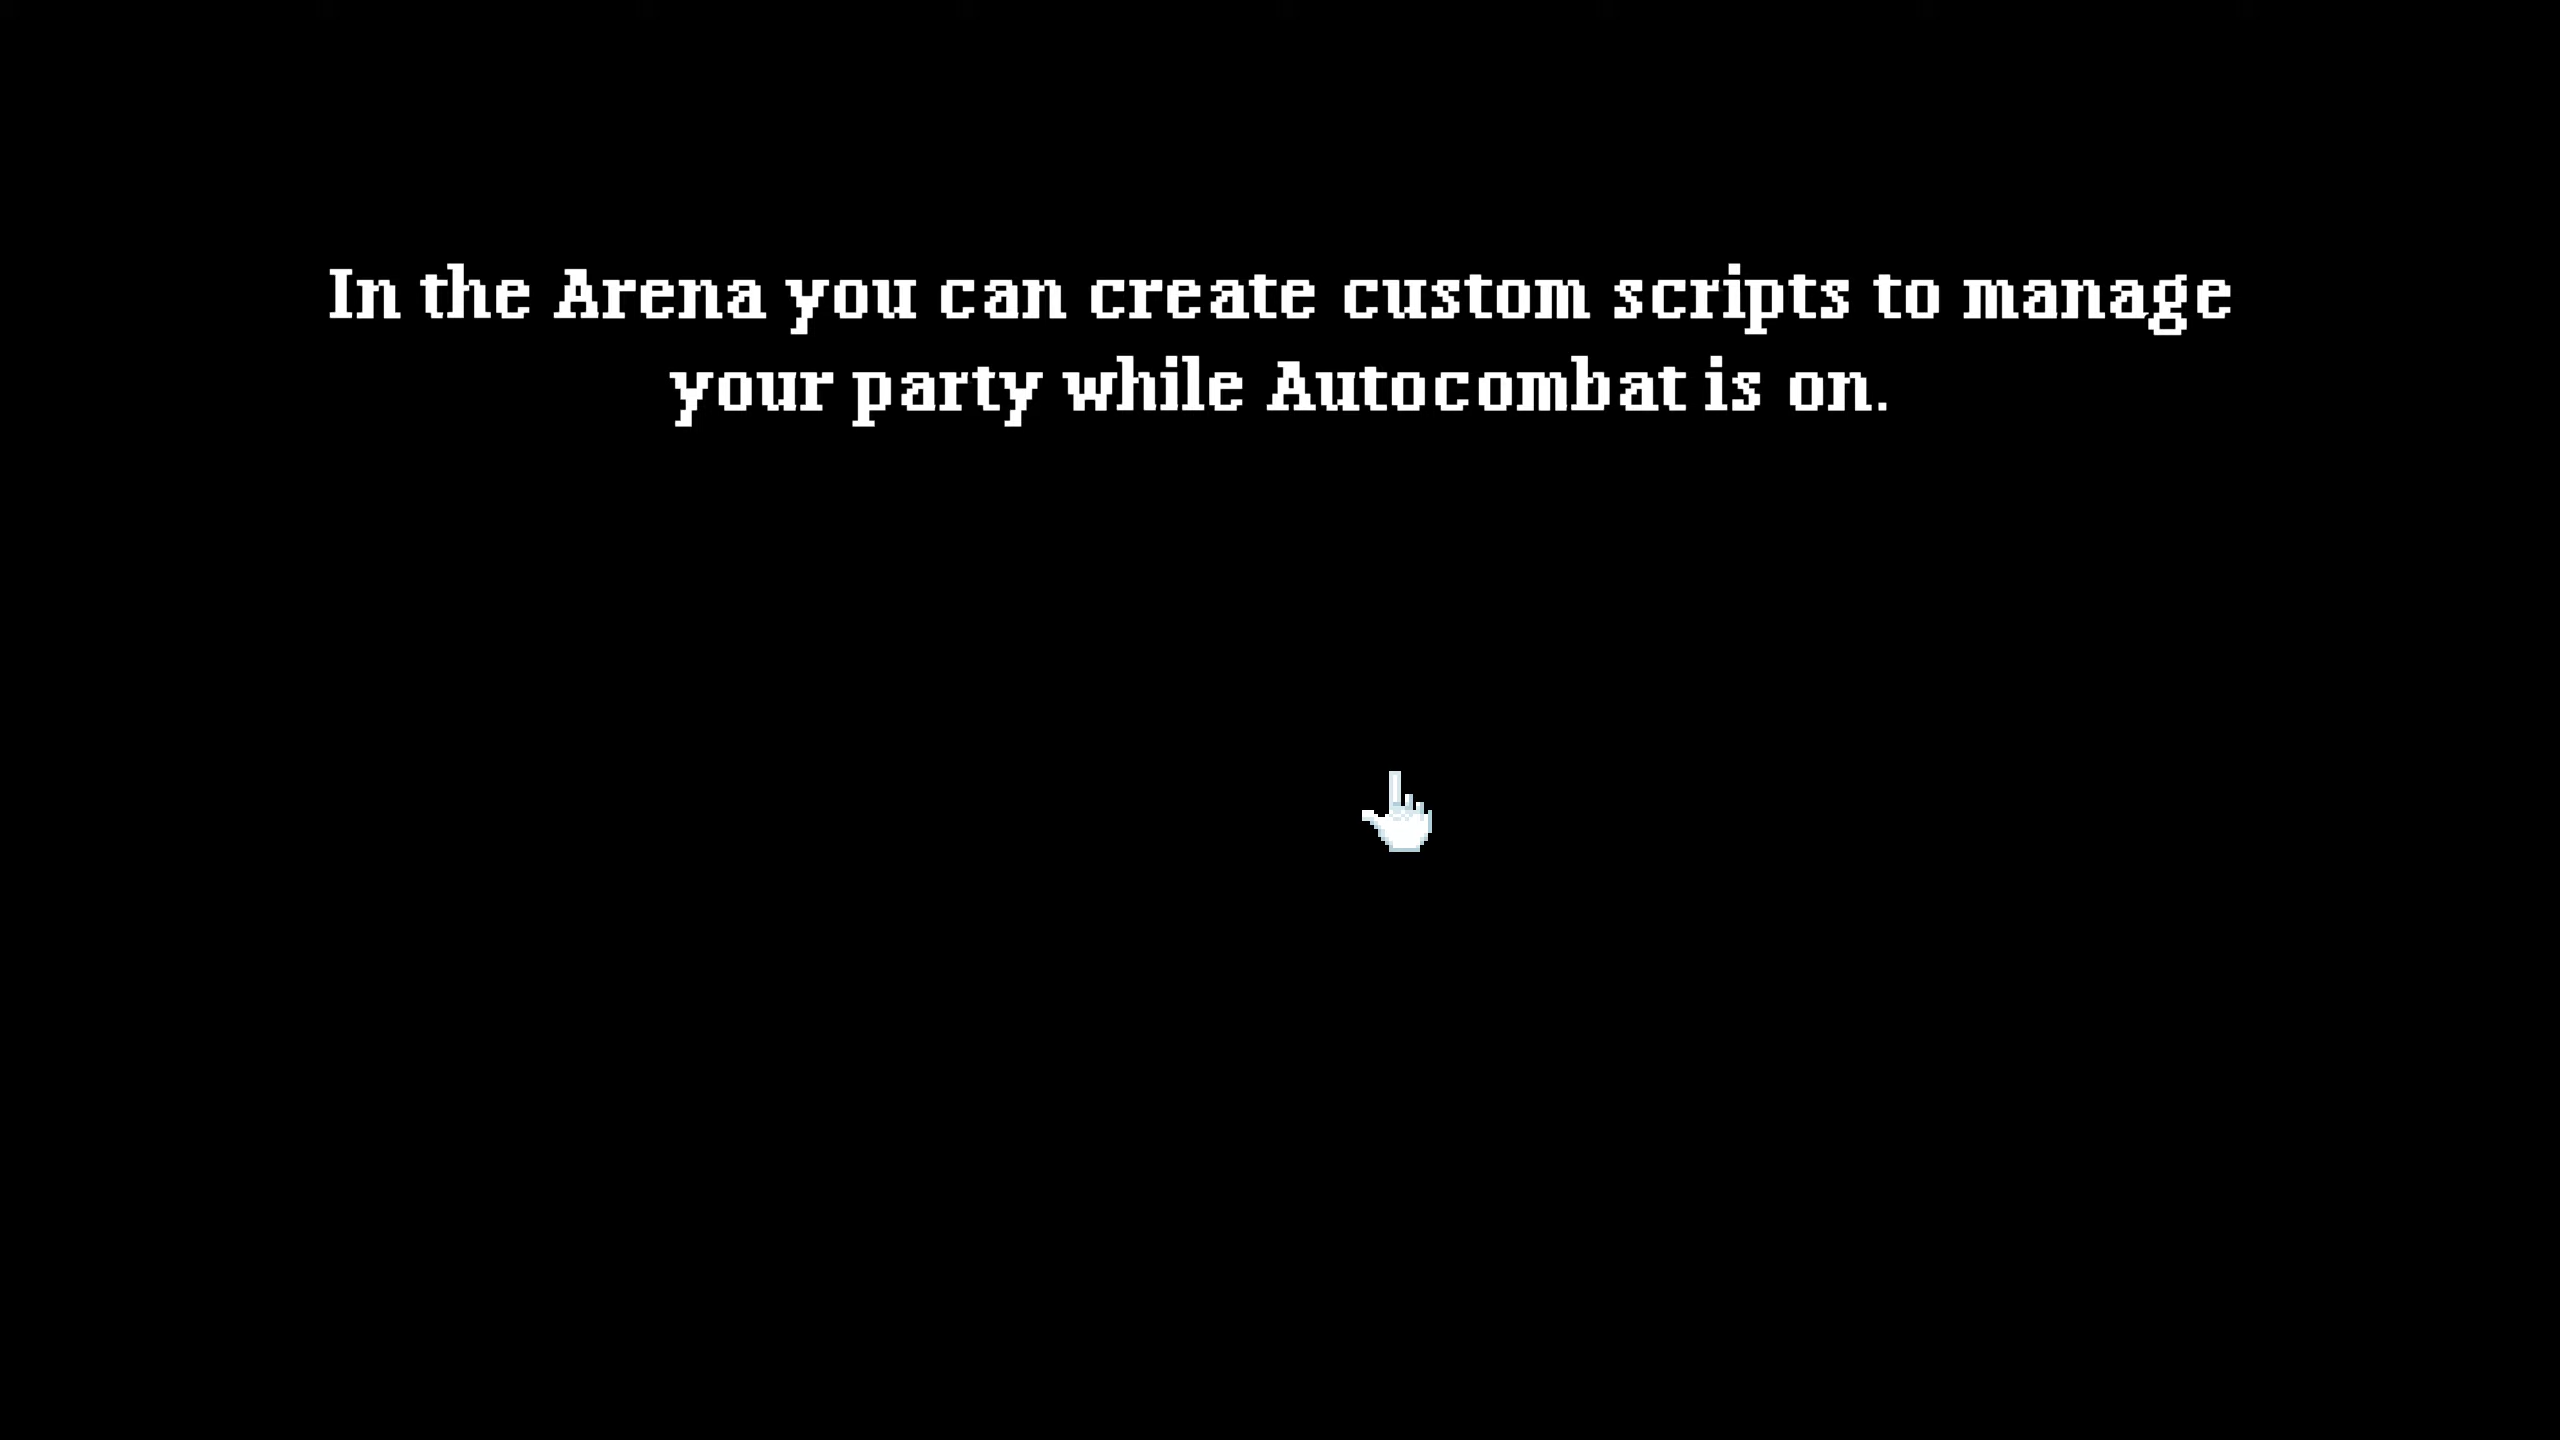 In the Arena you can create custom scripts to manage
your party while Autocombat is on.